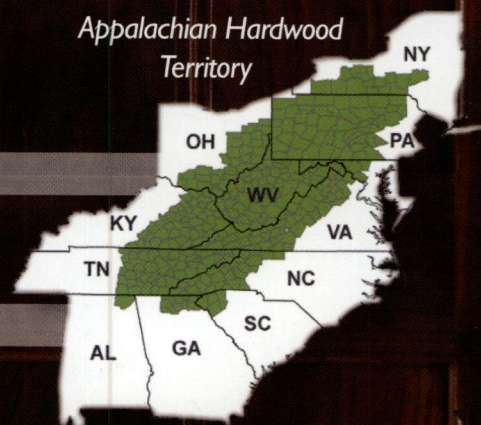 Appalachian Hardwood
Territory
NY
OH
PA
WV
KY
VA
TN
NC
SC
AL
GA